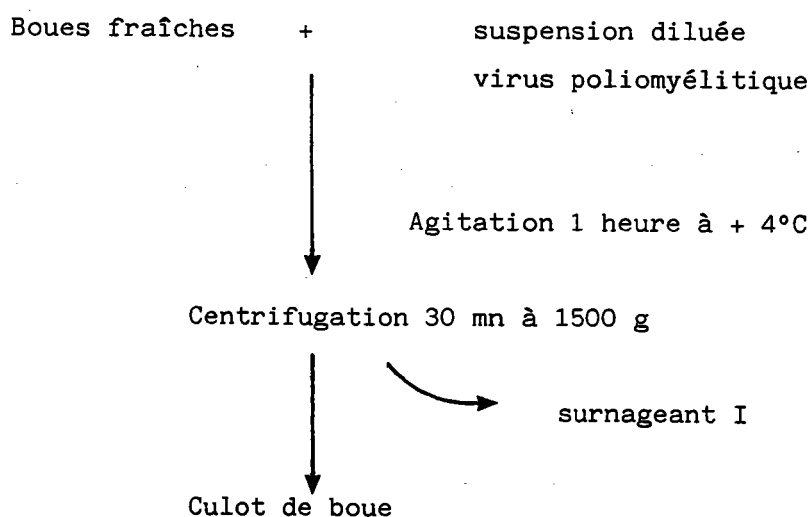 Boues fraîches + suspension diluée
virus poliomyélitique
Agitation 1 heure à + 4°C
Centrifugation 30 mn à 1500 g
surnageant I
Culot de boue